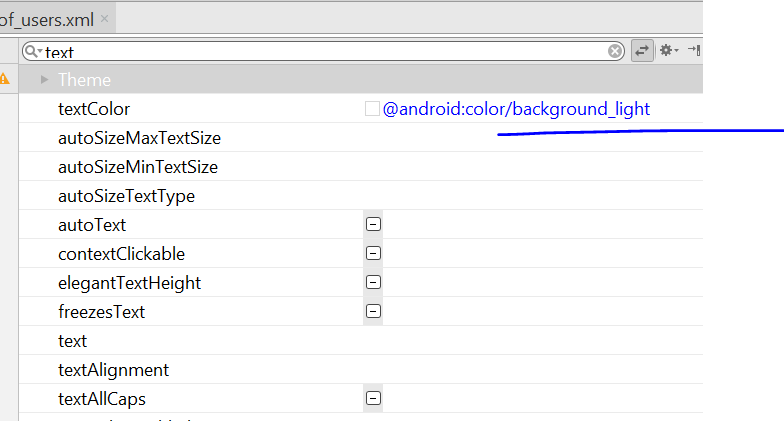 of_users.xml
text
Theme
textColor @android:color/background_light
autoSizeMaxTextSize
autoSizeMinTextSize
autoSizeTextType
autoText
contextClickable
elegantTextHeight
freezesText
text
textAlignment
textAllCaps